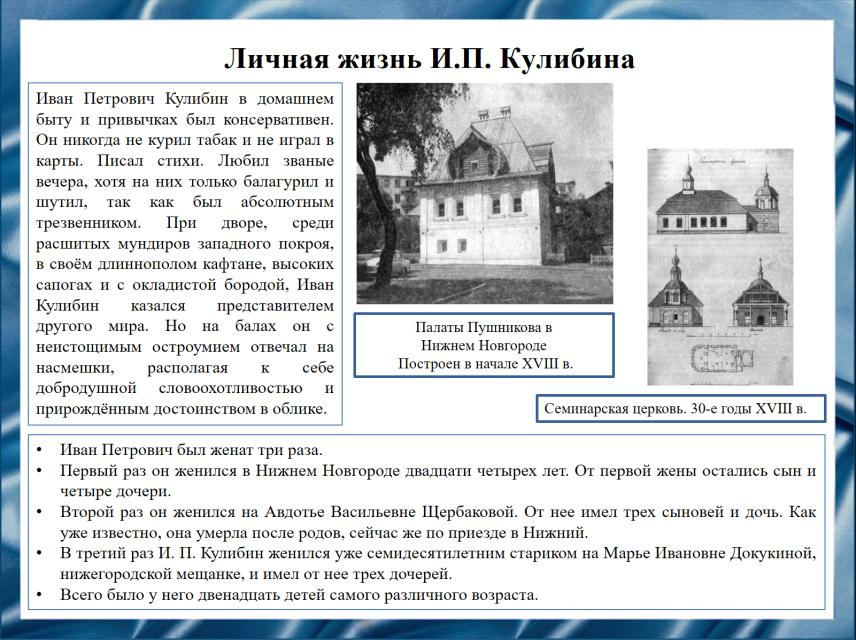 Личная жизнь И.П. Кулибина
Иван Петрович Кулибин в домашнем
быту и привычках был консервативен.
Он никогда не курил табак и не играл в
карты. Писал стихи. Любил званые
вечера, хотя на них только балагурил и
шутил, так как был абсолютным
трезвенником. При дворе, среди
расшитых мундиров западного покроя,
в своём длиннополом кафтане, высоких
сапогах и с окладистой бородой, Иван
Кулибин казался представителем
другого мира. Но на балах он с
неистощимым остроумием отвечал на
насмешки, располагая к себе
добродушной словоохотливостью и
прирождённым достоинством в облике.
Палаты Пушникова в
Нижнем Новгороде
Построен в начале XVIII в.
Семинарская церковь. 30-е годы XVIII в.
• Иван Петрович был женат три раза.
• Первый раз он женился в Нижнем Новгороде двадцати четырех лет. От первой жены остались сын и
четыре дочери.
• Второй раз он женился на Авдотье Васильевне Щербаковой. От нее имел трех сыновей и дочь. Как
уже известно, она умерла после родов, сейчас же по приезде в Нижний.
• В третий раз И. П. Кулибин женился уже семидесятилетним стариком на Марье Ивановне Докукиной,
нижегородской мещанке, и имел от нее трех дочерей.
• Всего было у него двенадцать детей самого различного возраста.